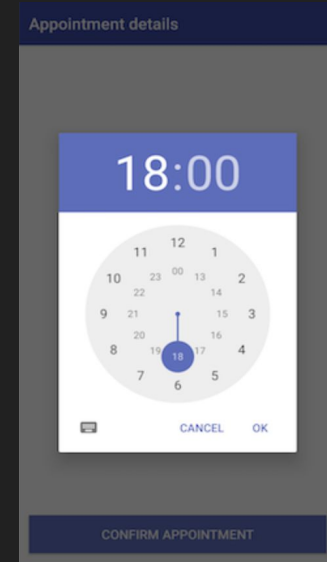 Appointment details
18:00
12
11 1
23 00 13
10 2
22 14
9 21 15 3
20 16
8 19 18 17 4
7 5
6
CANCEL OK
CONFIRM APPOINTMENT